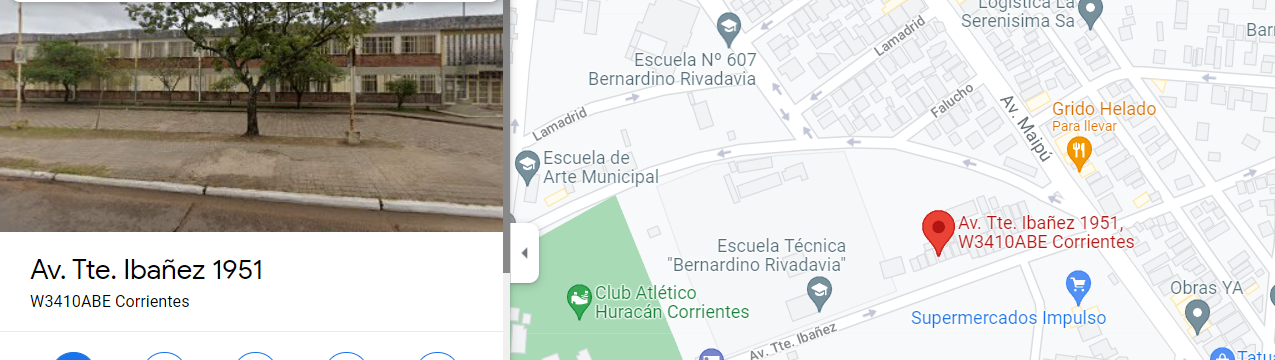 Av. Tte. Ibañez 1951
W3410ABE Corrientes
Logística La
Serenisima Sa
Escuela Nº 607
Bernardino Rivadavia
Lamadrid
Lamadrid
Falucho
Av. Maipú
Grido Helado
Para llevar
Escuela de
Arte Municipal
Av. Tte. Ibañez 1951,
W3410ABE Corrientes
Escuela Técnica
"Bernardino Rivadavia"
Club Atlético
Huracán Corrientes
Obras YA
Supermercados Impulso
Av. Tte. Ibañez